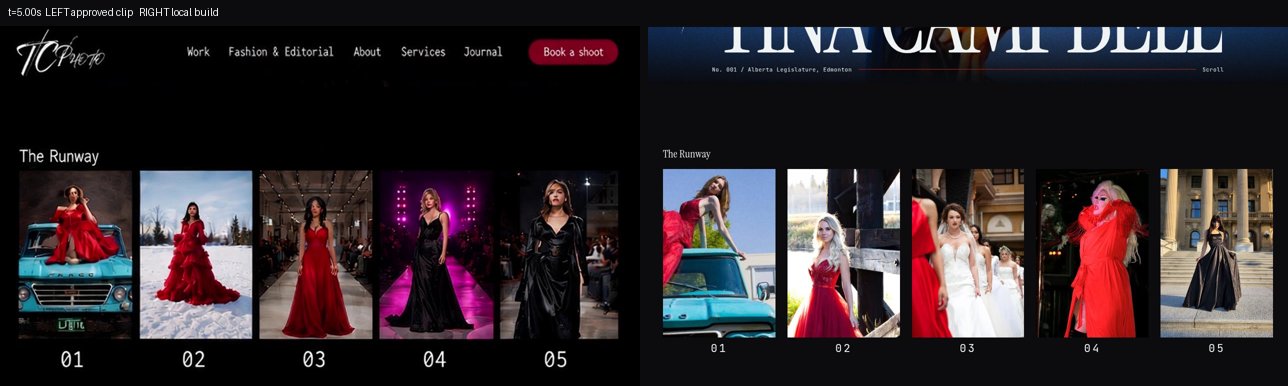 t=5.00s LEFT approved clip RIGHT local build
TCPHOTO
Work Fashion & Editorial About Services Journal Book a shoot
The Runway
01 02 03 04 05
TINA CAMPBELL
No. 001 / Alberta Legislature, Edmonton Scroll
The Runway
01 02 03 04 05